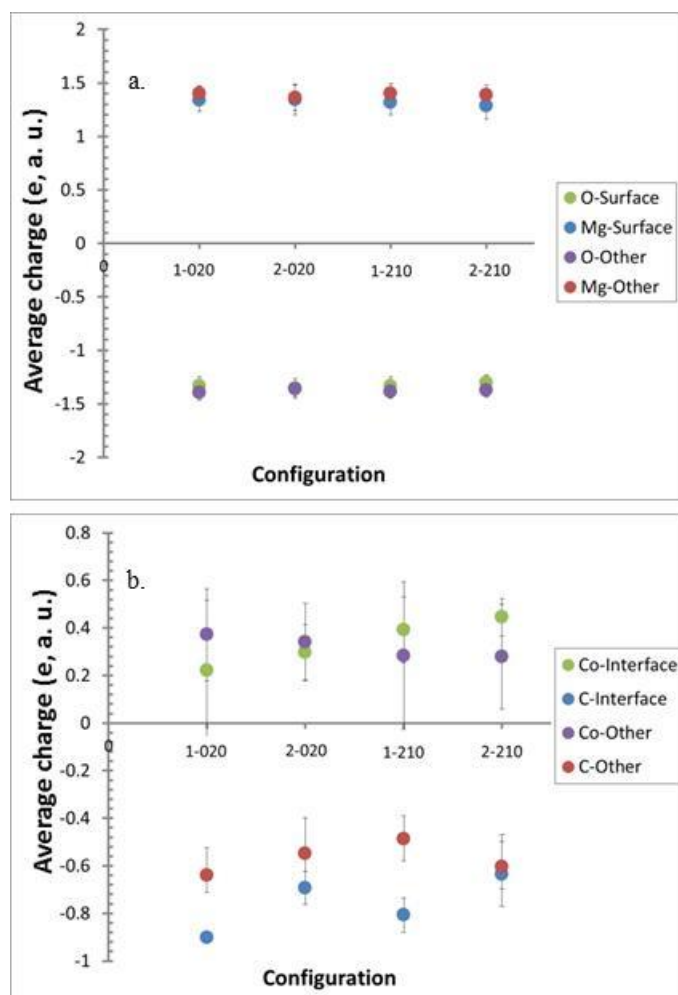 a.
Average charge (e, a. u.)
2
1.5
1
0.5
0
-0.5
-1
-1.5
-2
0
1-020
2-020
1-210
2-210
Configuration
O-Surface
Mg-Surface
O-Other
Mg-Other
b.
Average charge (e, a. u.)
0.8
0.6
0.4
0.2
0
-0.2
-0.4
-0.6
-0.8
-1
0
1-020
2-020
1-210
2-210
Configuration
Co-Interface
C-Interface
Co-Other
C-Other